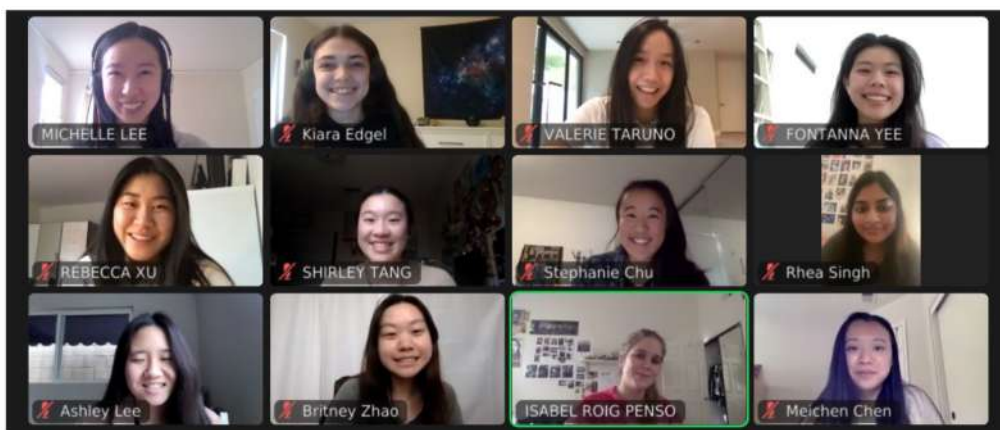 MICHELLE LEE
Kiara Edgel
VALERIE TARUNO
FONTANNA YEE
REBECCA XU
SHIRLEY TANG
Stephanie Chu
Rhea Singh
Ashley Lee
Britney Zhao
ISABEL ROIG PENSO
Meichen Chen